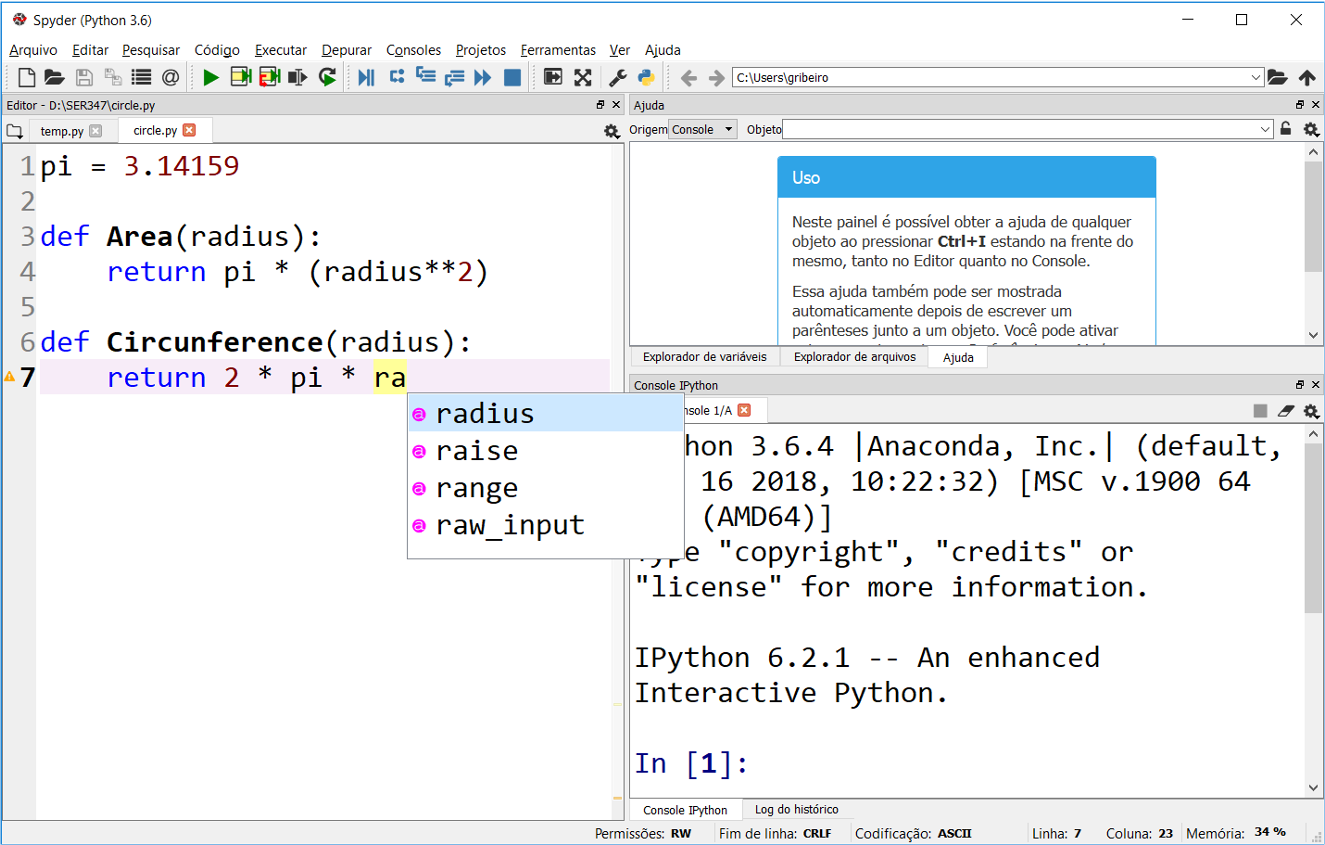 Spyder (Python 3.6)
Arquivo Editar Pesquisar Código Executar Depurar Consoles Projetos Ferramentas Ver Ajuda
C:\Users\gribeiro
Editor - D:\SER347\circle.py
temp.py circle.py
1 pi = 3.14159
2
3 def Area(radius):
4 return pi * (radius**2)
5
6 def Circunference(radius):
7 return 2 * pi * ra
radius
raise
range
raw_input
Ajuda
Origem Console Objeto
Uso
Neste painel é possível obter a ajuda de qualquer
objeto ao pressionar Ctrl+I estando na frente do
mesmo, tanto no Editor quanto no Console.
Essa ajuda também pode ser mostrada
automaticamente depois de escrever um
parênteses junto a um objeto. Você pode ativar
Explorador de variáveis Explorador de arquivos Ajuda
Console IPython
nsole 1/A
hon 3.6.4 |Anaconda, Inc.| (default,
16 2018, 10:22:32) [MSC v.1900 64
(AMD64)]
Type "copyright", "credits" or
"license" for more information.
IPython 6.2.1 -- An enhanced
Interactive Python.
In [1]:
Console IPython Log do histórico
Permissões: RW Fim de linha: CRLF Codificação: ASCII Linha: 7 Coluna: 23 Memória: 34 %